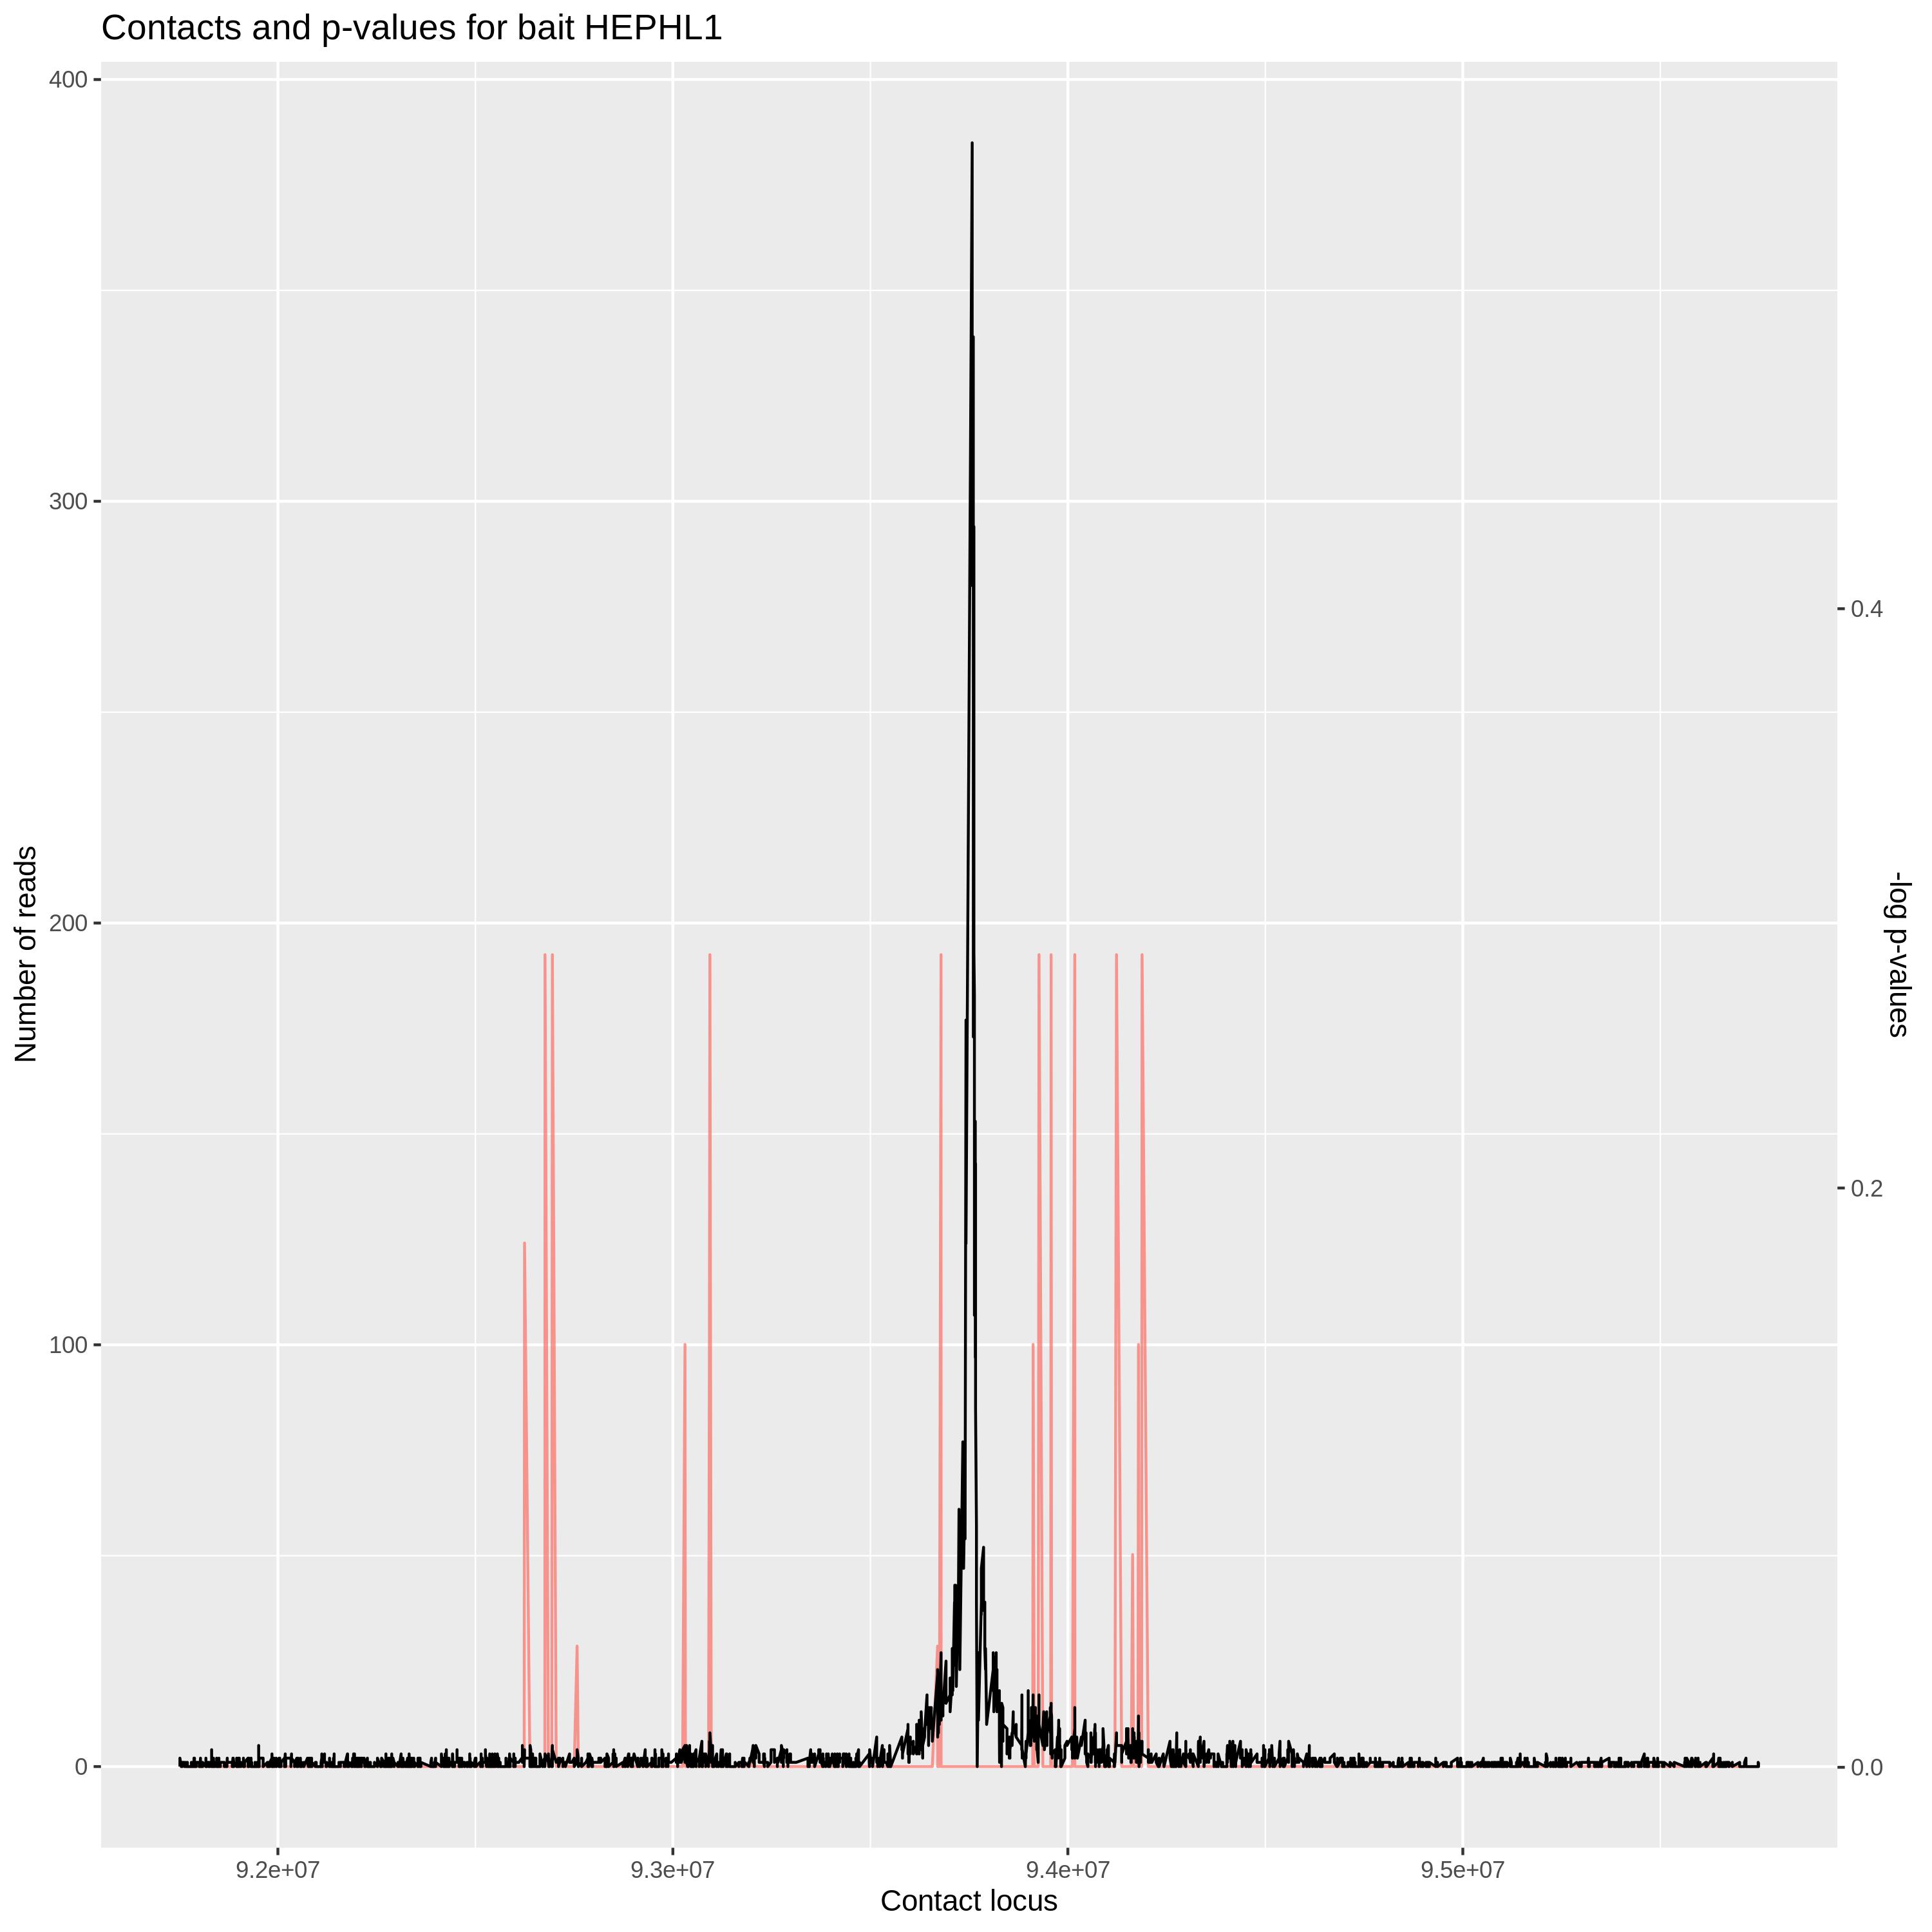 Contacts and p-values for bait HEPHL1
400
300
200
100
0
Number of reads
0.4
0.2
0.0
-log p-values
9.2e+07
9.3e+07
9.4e+07
9.5e+07
Contact locus